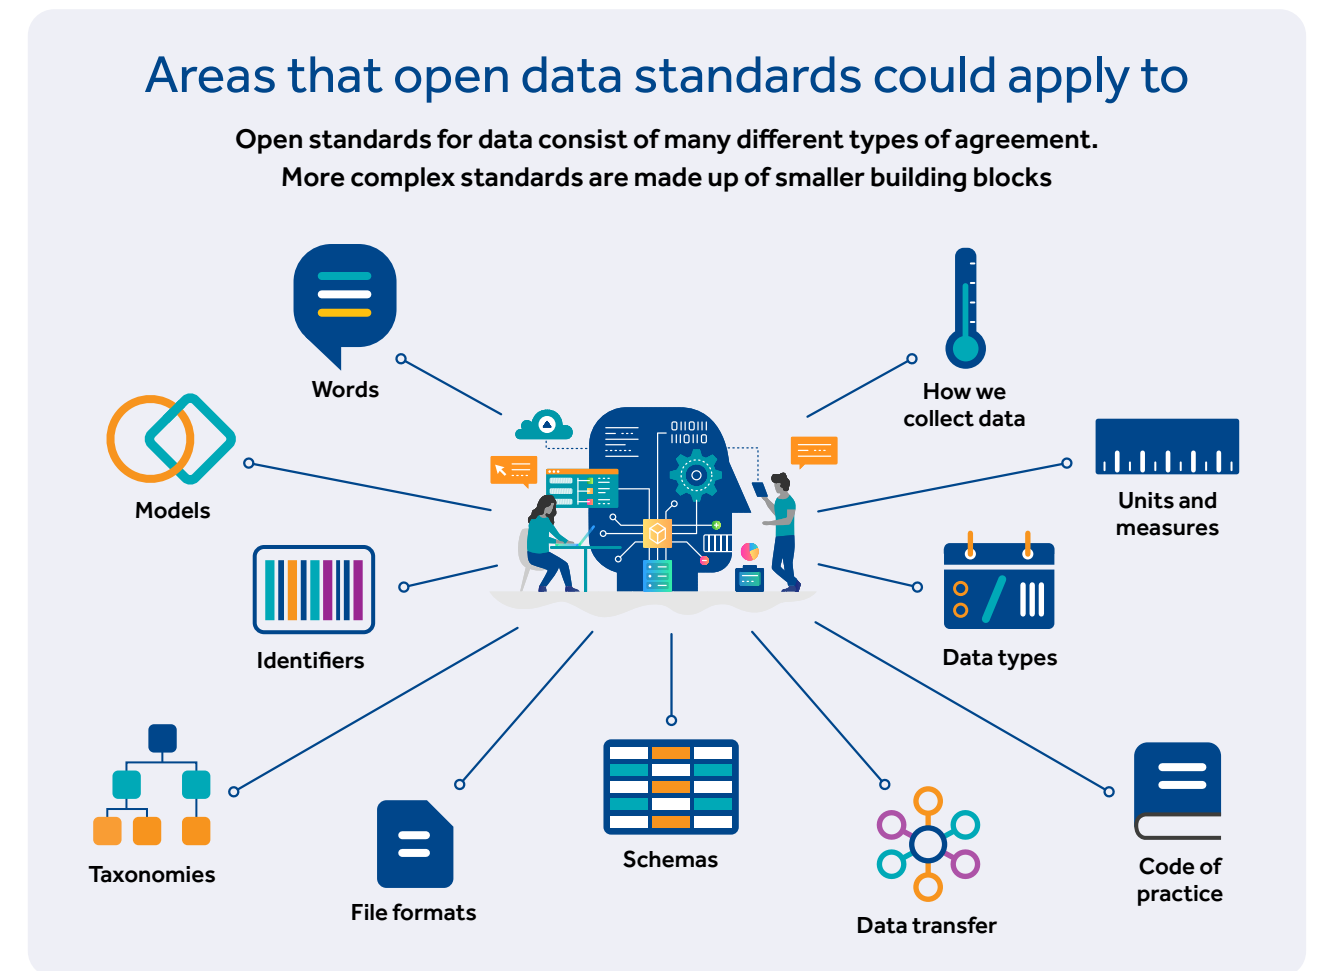 Areas that open data standards could apply to
Open standards for data consist of many different types of agreement.
More complex standards are made up of smaller building blocks
Words
How we
collect data
Models
Units and
measures
Identifiers
Data types
Taxonomies
File formats
Schemas
Data transfer
Code of
practice
011011
111011